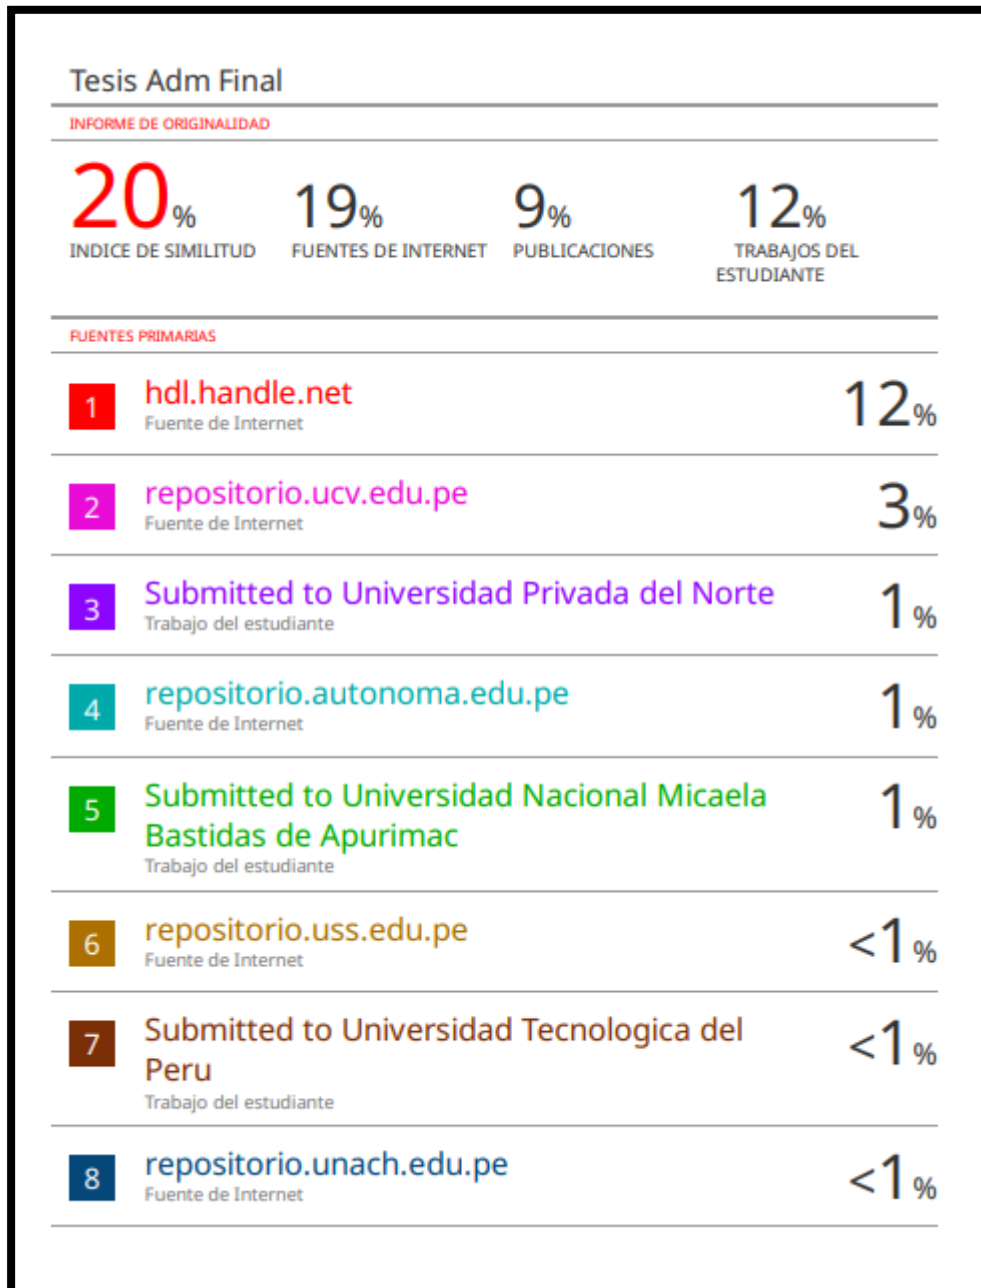 Tesis Adm Final
INFORME DE ORIGINALIDAD
20%
19%
9%
12%
INDICE DE SIMILITUD
FUENTES DE INTERNET
PUBLICACIONES
TRABAJOS DEL
ESTUDIANTE
FUENTES PRIMARIAS
1 hdl.handle.net 12%
Fuente de Internet
2 repositorio.ucv.edu.pe 3%
Fuente de Internet
3 Submitted to Universidad Privada del Norte 1%
Trabajo del estudiante
4 repositorio.autonoma.edu.pe 1%
Fuente de Internet
5 Submitted to Universidad Nacional Micaela 1%
Bastidas de Apurimac
Trabajo del estudiante
6 repositorio.uss.edu.pe <1%
Fuente de Internet
7 Submitted to Universidad Tecnologica del <1%
Peru
Trabajo del estudiante
8 repositorio.unach.edu.pe <1%
Fuente de Internet